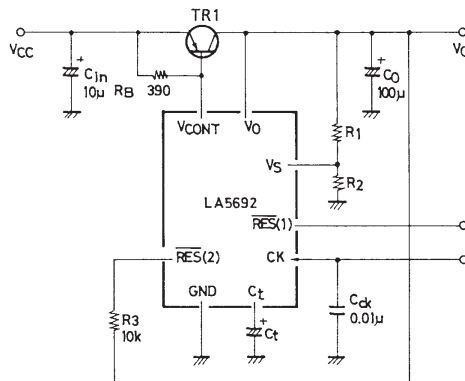 TR1
VCC
VO
Cin
10μ
RB 390
CO
100μ
VCONT VO
R1
VS
R2
LA5692
RES(1)
RES(2)
CK
GND Ct
R3
10k
Ct
Cck
0.01μ